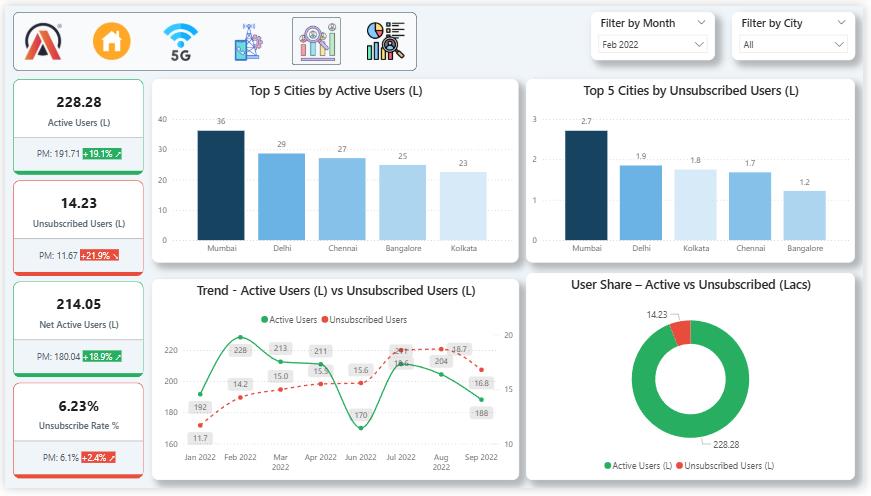 5G
Filter by Month
Feb 2022
Filter by City
All
228.28
Active Users (L)
PM: 191.71 +19.1% ↗
14.23
Unsubscribed Users (L)
PM: 11.67 +21.9% ↘
214.05
Net Active Users (L)
PM: 180.04 +18.9% ↗
6.23%
Unsubscribe Rate %
PM: 6.1% +2.4% ↗
Top 5 Cities by Active Users (L)
40
30
20
10
0
36
29
27
25
23
Mumbai Delhi Chennai Bangalore Kolkata
Top 5 Cities by Unsubscribed Users (L)
3
2
1
0
2.7
1.9
1.8
1.7
1.2
Mumbai Delhi Kolkata Chennai Bangalore
Trend - Active Users (L) vs Unsubscribed Users (L)
Active Users Unsubscribed Users
220
200
180
160
20
15
10
192
228
213
211
170
204
188
11.7
14.2
15.0
15.5
15.6
18.6
18.7
16.8
Jan 2022 Feb 2022 Mar 2022 Apr 2022 Jun 2022 Jul 2022 Aug 2022 Sep 2022
User Share – Active vs Unsubscribed (Lacs)
14.23
228.28
Active Users (L) Unsubscribed Users (L)